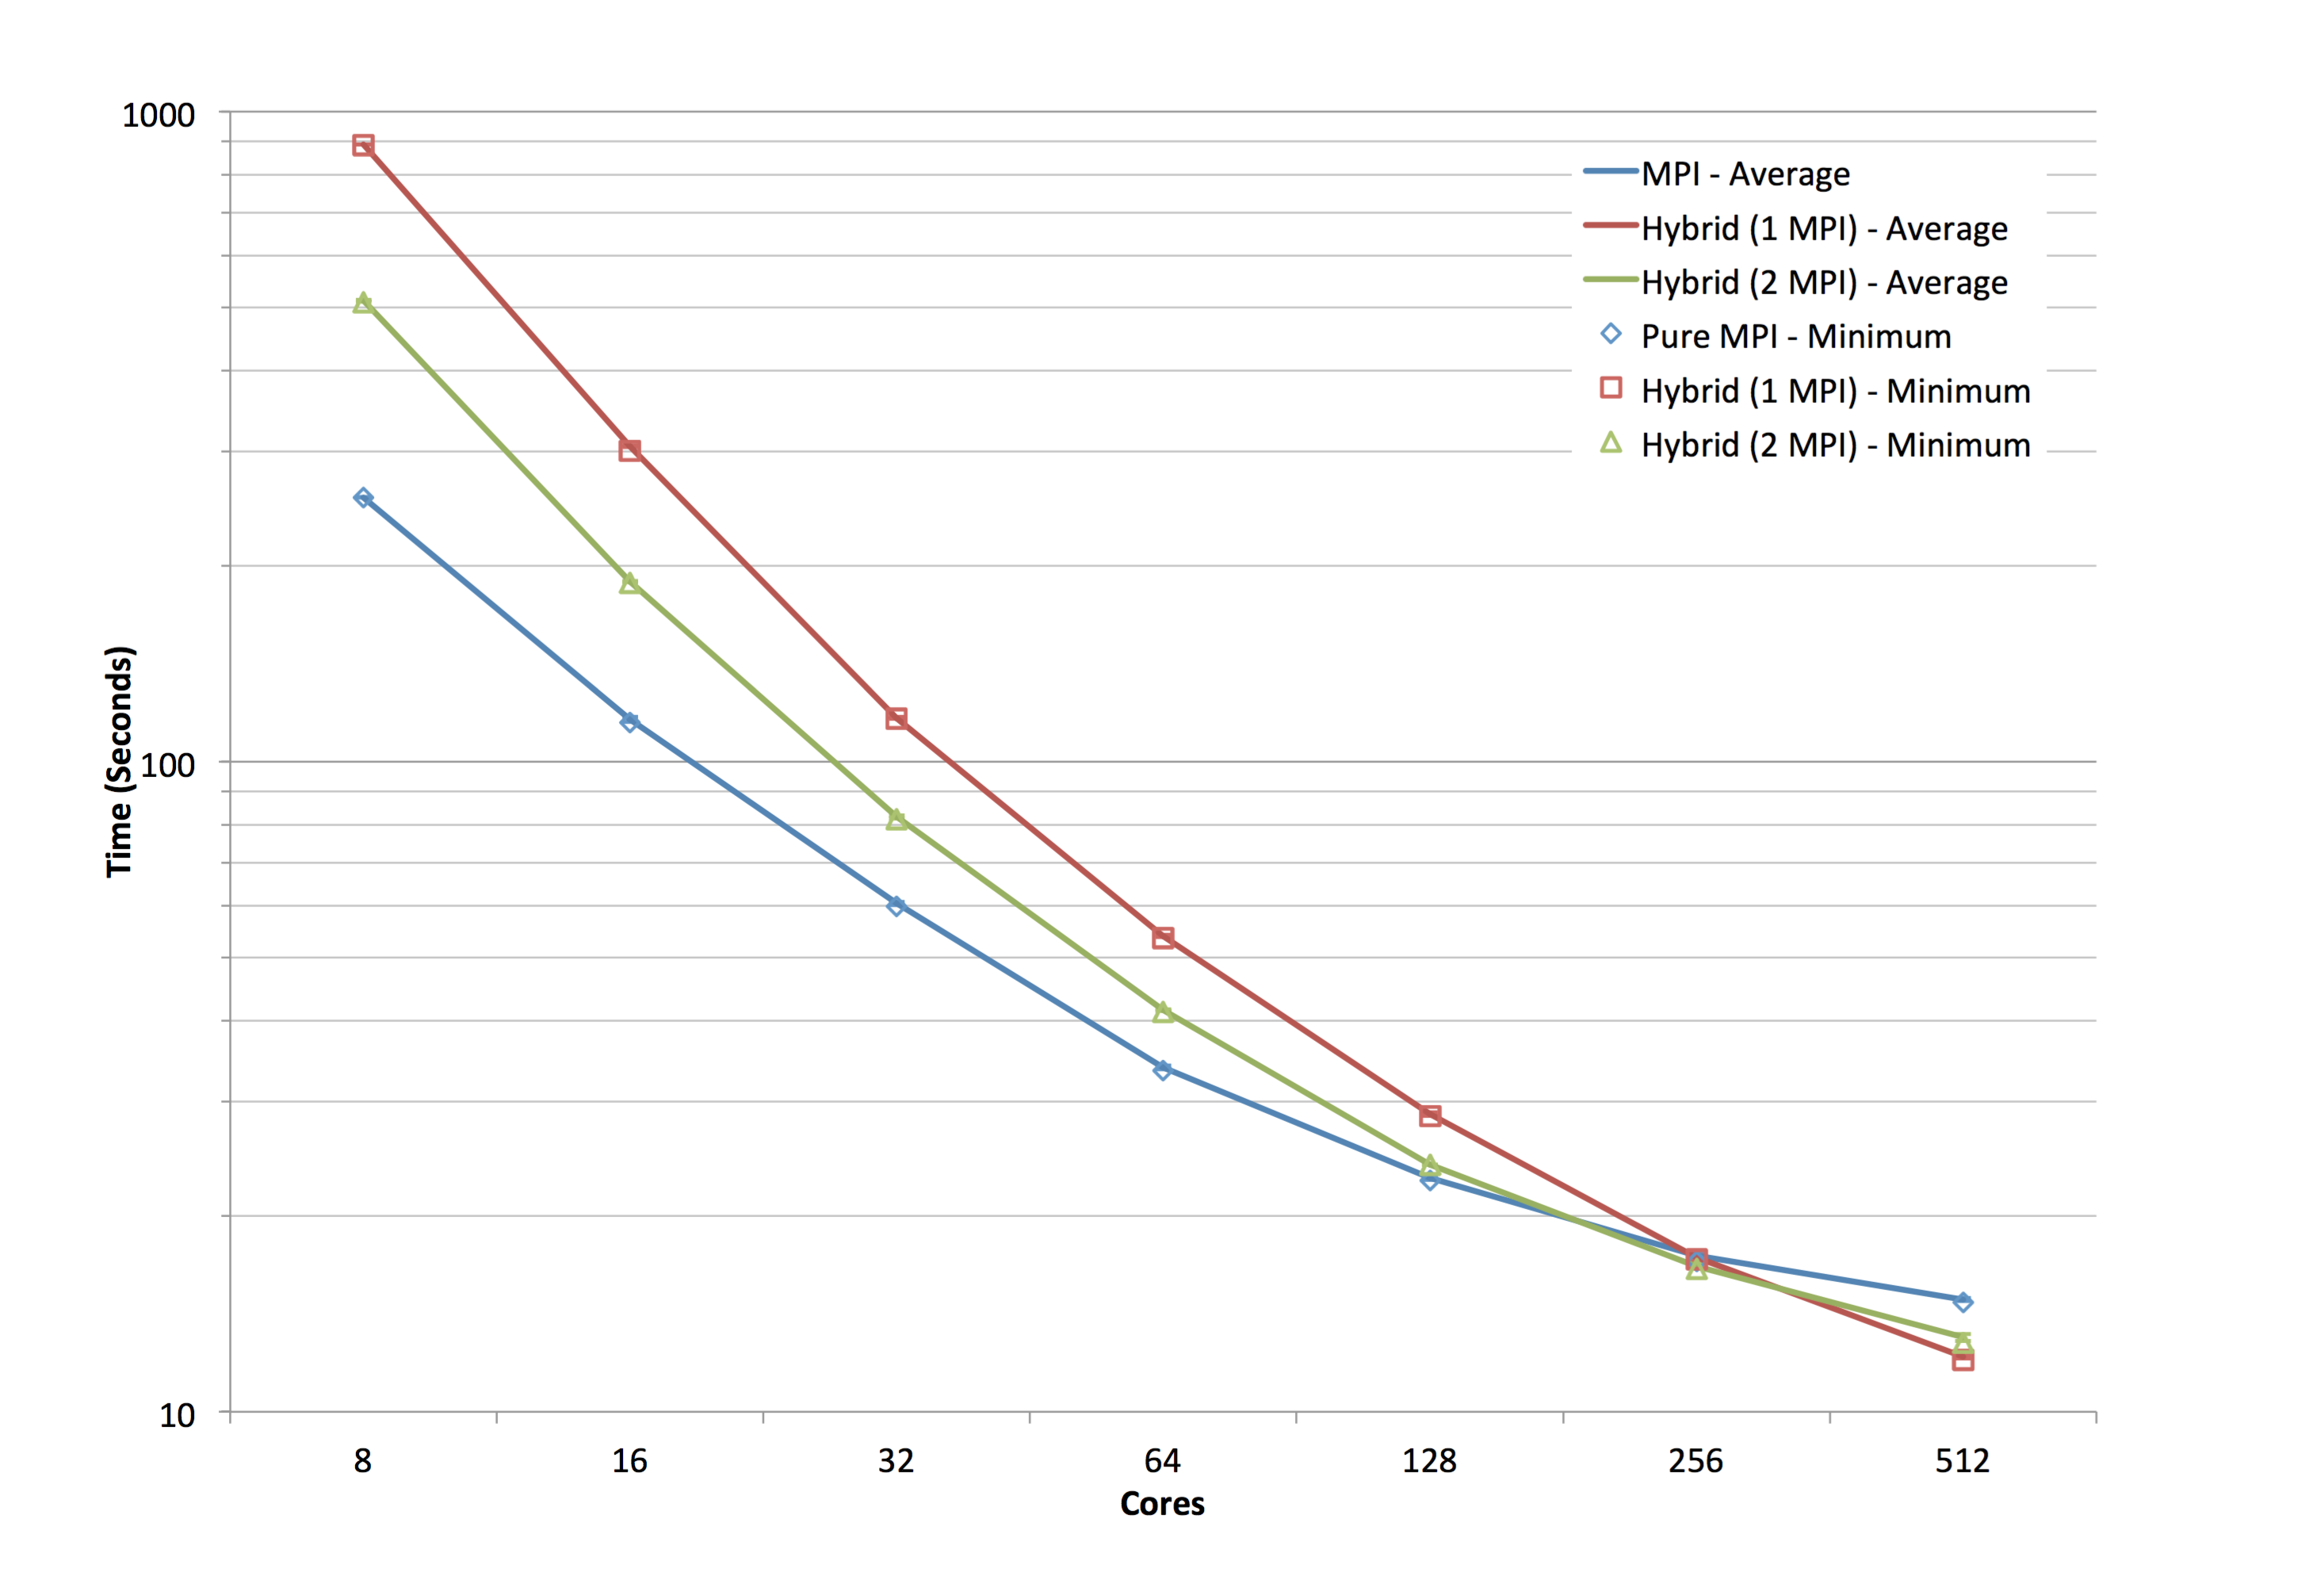 1000
100
10
Time (Seconds)
MPI - Average
Hybrid (1 MPI) - Average
Hybrid (2 MPI) - Average
Pure MPI - Minimum
Hybrid (1 MPI) - Minimum
Hybrid (2 MPI) - Minimum
8 16 32 64 128 256 512
Cores